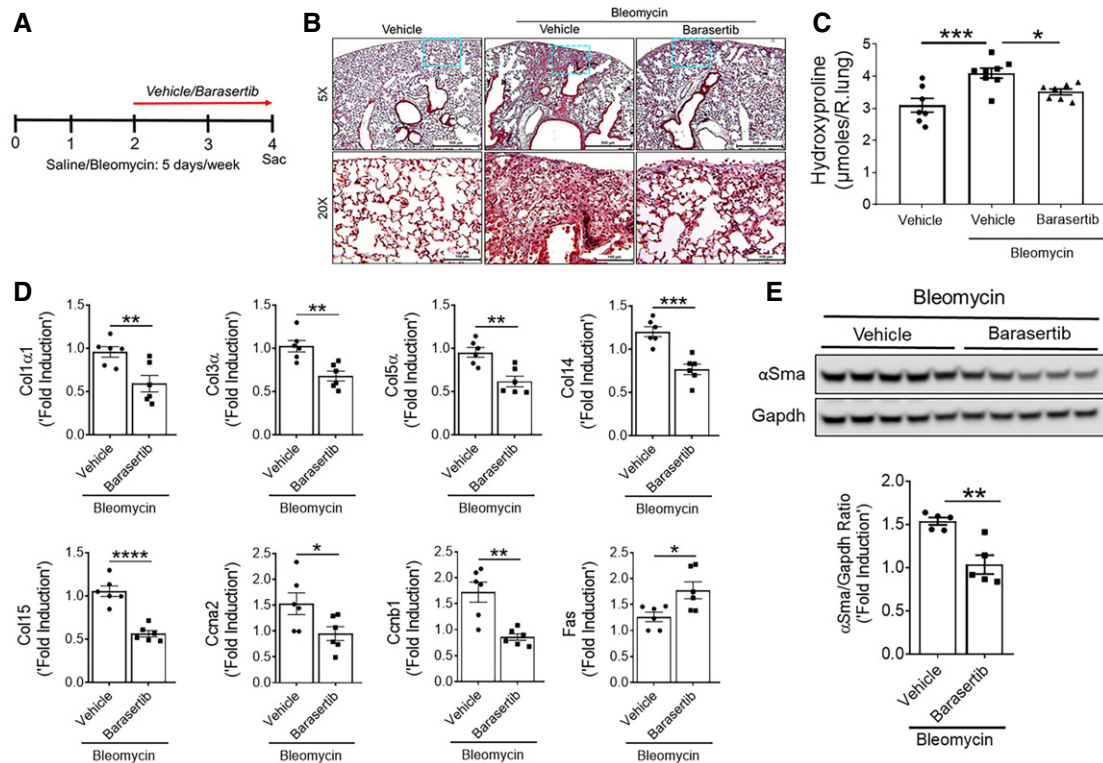 A
Vehicle/Barasertib
0 1 2 3 4
Sac
Saline/Bleomycin: 5 days/week
B
Bleomycin
Vehicle Vehicle Barasertib
5X
20X
C
Hydroxyproline
(µmoles/R.lung)
5
4
3
2
1
0
*** *
Vehicle Vehicle Barasertib
Bleomycin
D
Col1α1
('Fold Induction')
1.5
1.0
0.5
0.0
**
Vehicle Barasertib
Bleomycin
Col3α
('Fold Induction')
1.5
1.0
0.5
0.0
**
Vehicle Barasertib
Bleomycin
Col5α
('Fold Induction')
1.5
1.0
0.5
0.0
**
Vehicle Barasertib
Bleomycin
Col14
('Fold Induction')
1.5
1.0
0.5
0.0
***
Vehicle Barasertib
Bleomycin
Col15
('Fold Induction')
1.5
1.0
0.5
0.0
****
Vehicle Barasertib
Bleomycin
Ccna2
('Fold Induction')
2.5
2.0
1.5
1.0
0.5
0.0
*
Vehicle Barasertib
Bleomycin
Ccnb1
('Fold Induction')
2.5
2.0
1.5
1.0
0.5
0.0
**
Vehicle Barasertib
Bleomycin
Fas
('Fold Induction')
2.5
2.0
1.5
1.0
0.5
0.0
*
Vehicle Barasertib
Bleomycin
E
Bleomycin
Vehicle Barasertib
αSma
Gapdh
αSma/Gapdh Ratio
('Fold Induction')
2.0
1.5
1.0
0.5
0.0
**
Vehicle Barasertib
Bleomycin